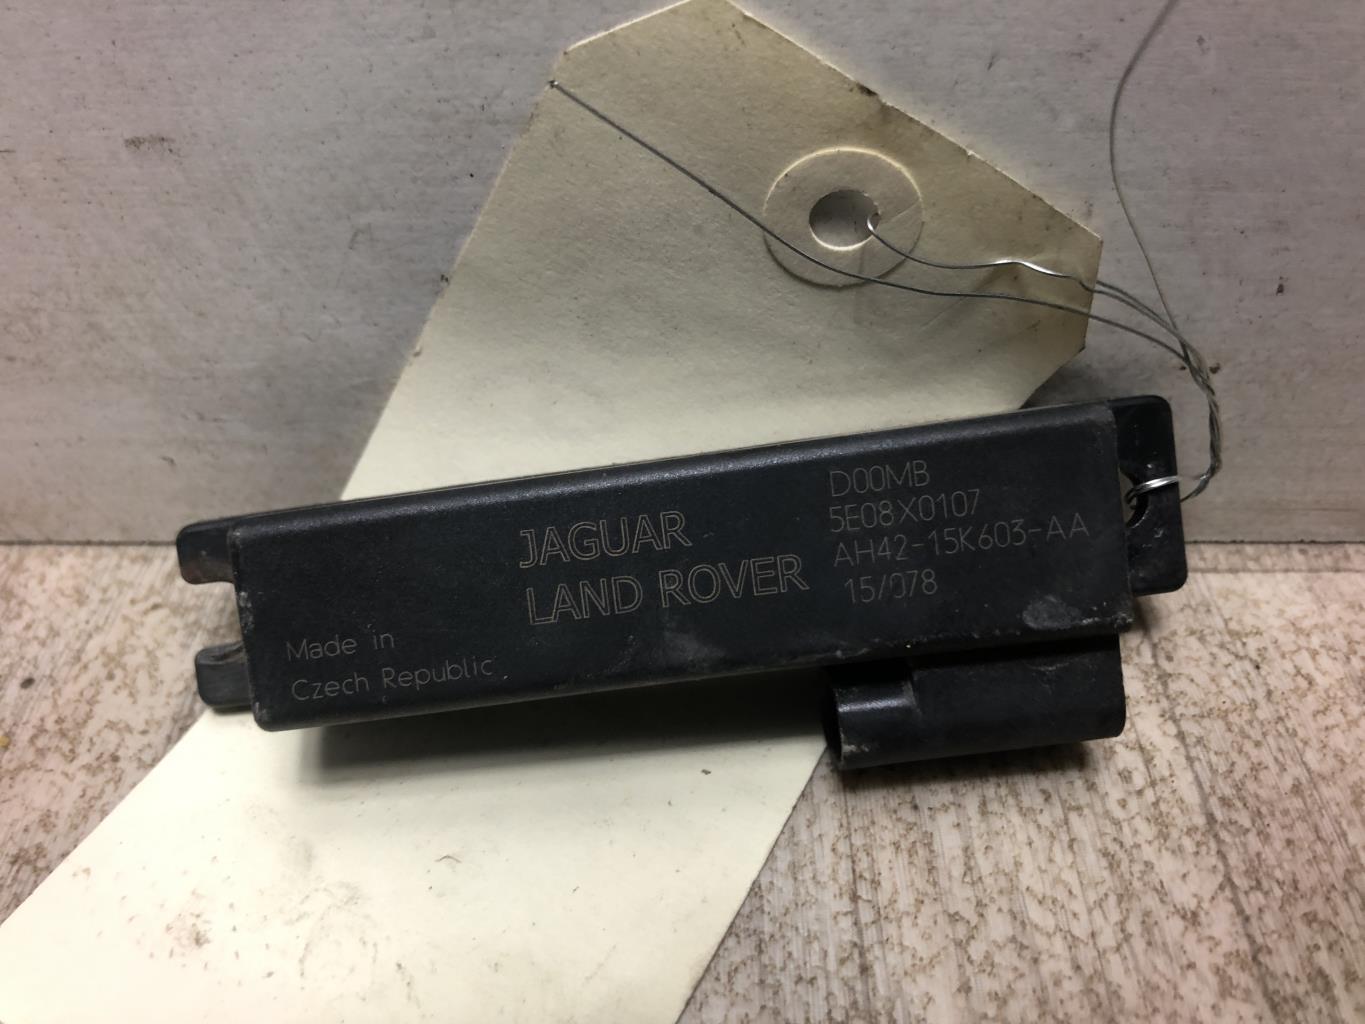 JAGUAR
LAND ROVER
D00MB
5E08X0107
AH42-15K603-AA
15/078
Made in
Czech Republic